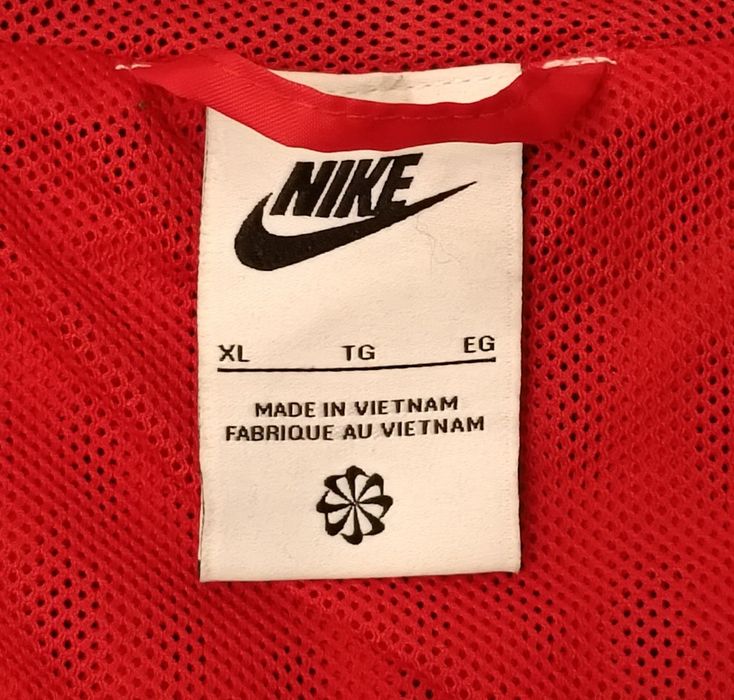 NIKE
XL TG EG
MADE IN VIETNAM
FABRIQUE AU VIETNAM